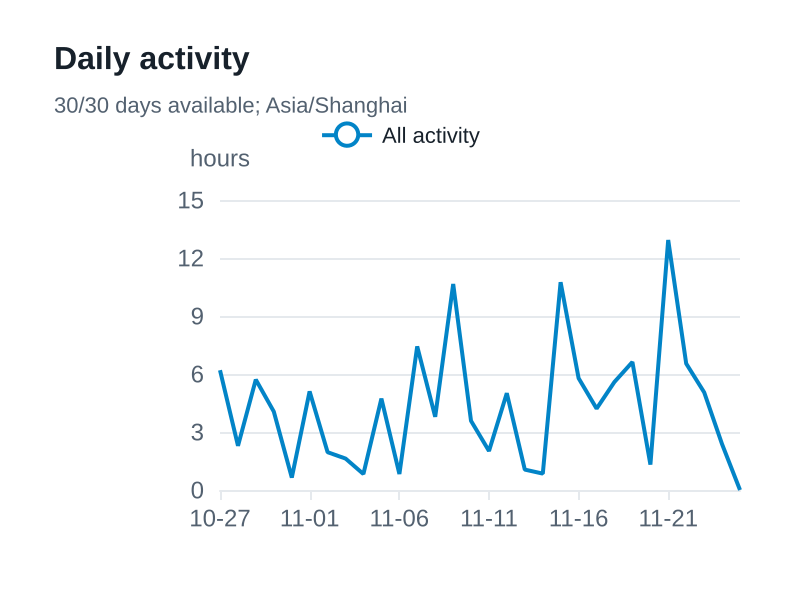 Daily activity
30/30 days available; Asia/Shanghai
All activity
hours
15
12
9
6
3
0
10-27 11-01 11-06 11-11 11-16 11-21